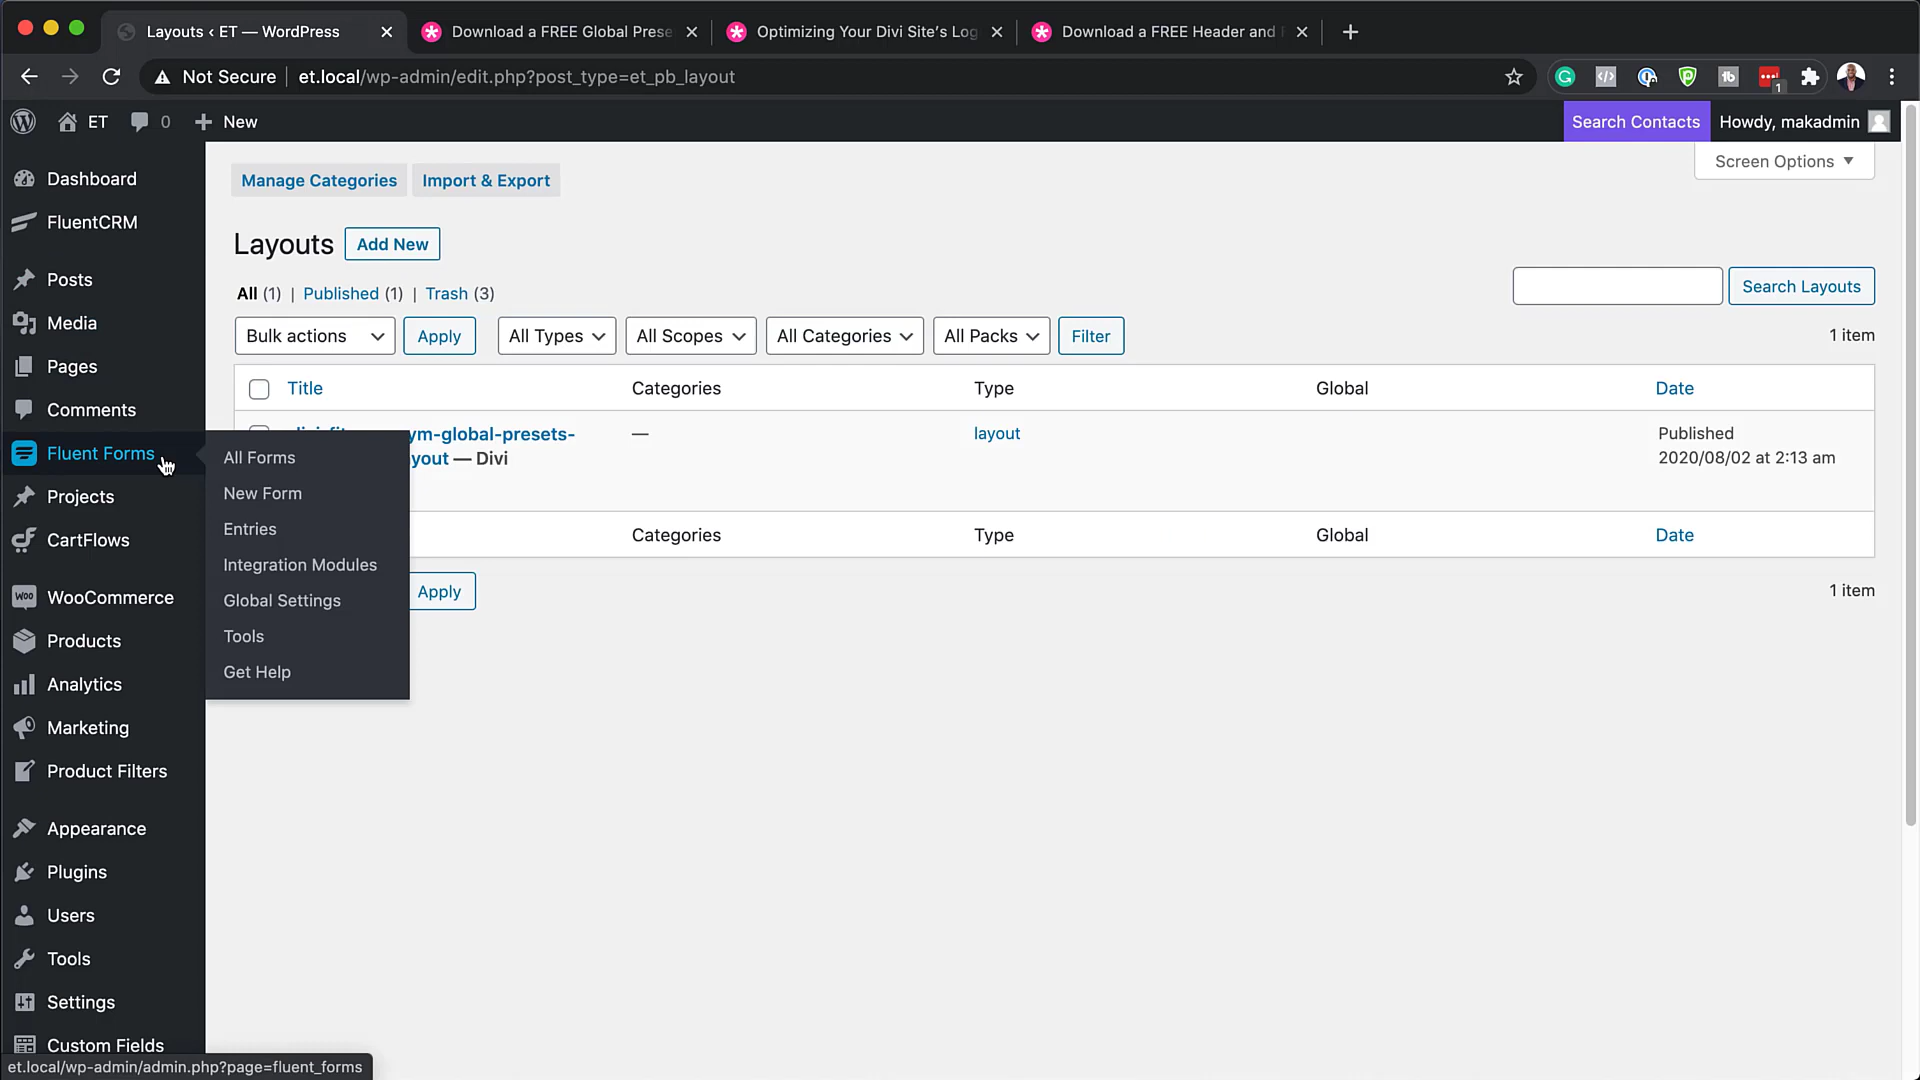 Layouts ‹ ET — WordPress
Download a FREE Global Prese
Optimizing Your Divi Site's Log
Download a FREE Header and
Not Secure
et.local/wp-admin/edit.php?post_type=et_pb_layout
1
ET
0
New
Search Contacts
Howdy, makadmin
Dashboard
FluentCRM
Posts
Media
Pages
Comments
Fluent Forms
Projects
CartFlows
WooCommerce
Products
Analytics
Marketing
Product Filters
Appearance
Plugins
Users
Tools
Settings
Custom Fields
All Forms
New Form
Entries
Integration Modules
Global Settings
Tools
Get Help
Manage Categories
Import & Export
Screen Options
Layouts
Add New
All (1) | Published (1) | Trash (3)
Search Layouts
Bulk actions
Apply
All Types
All Scopes
All Categories
All Packs
Filter
1 item
Title
Categories
Type
Global
Date
ym-global-presets-
yout — Divi
—
layout
Published
2020/08/02 at 2:13 am
Categories
Type
Global
Date
Apply
1 item
et.local/wp-admin/admin.php?page=fluent_forms